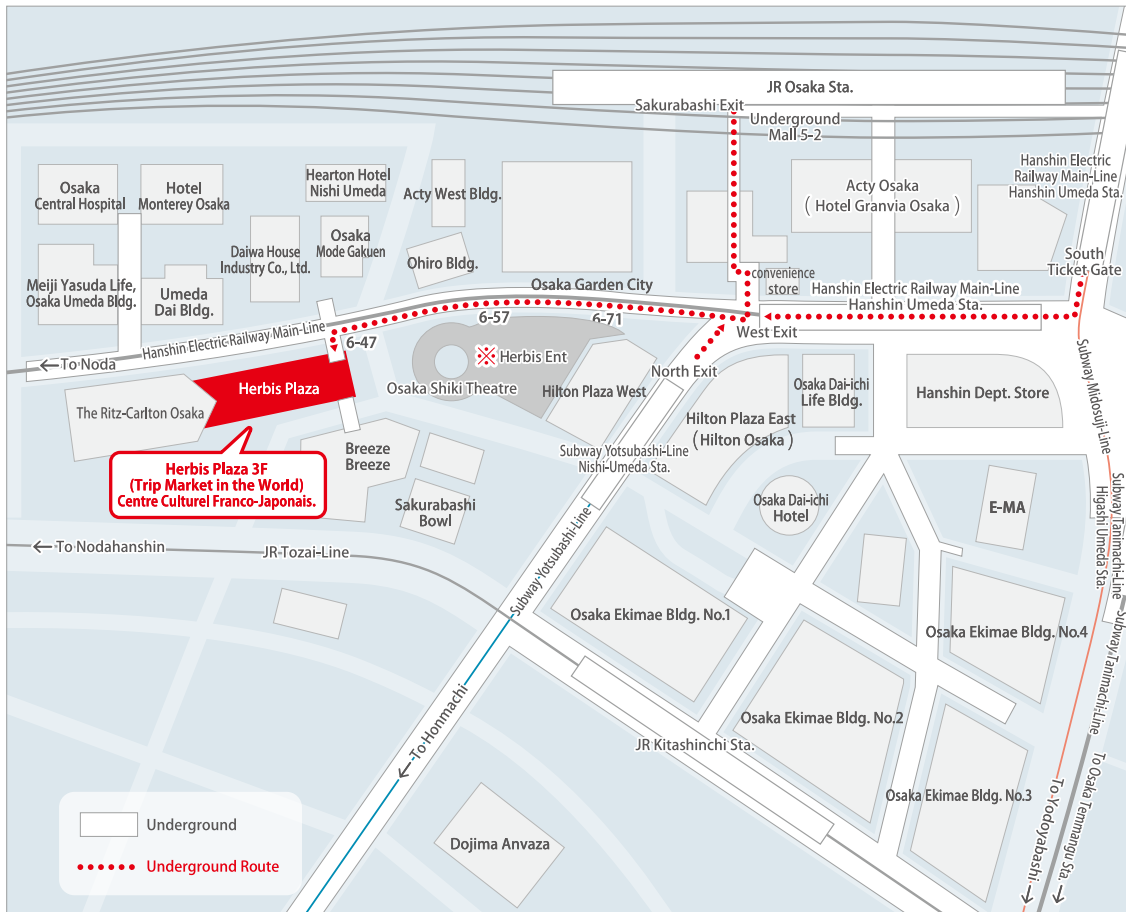 JR Osaka Sta.
Sakurabashi Exit
Underground
Mall 5-2
Hanshin Electric
Railway Main-Line
Hanshin Umeda Sta.
Osaka
Central Hospital
Hotel
Monterey Osaka
Hearton Hotel
Nishi Umeda
Acty West Bldg.
Acty Osaka
( Hotel Granvia Osaka )
Daiwa House
Industry Co., Ltd.
Osaka
Mode Gakuen
Ohiro Bldg.
South
Ticket Gate
Meiji Yasuda Life,
Osaka Umeda Bldg.
Umeda
Dai Bldg.
Osaka Garden City
convenience
store
Hanshin Electric Railway Main-Line
Hanshin Umeda Sta.
Hanshin Electric Railway Main-Line
6-57
6-71
West Exit
6-47
← To Noda
※ Herbis Ent
North Exit
Herbis Plaza
Osaka Shiki Theatre
Hilton Plaza West
Osaka Dai-ichi
Life Bldg.
Hanshin Dept. Store
The Ritz-Carlton Osaka
Hilton Plaza East
( Hilton Osaka )
Subway Midosuji-Line
Breeze
Breeze
Subway Yotsubashi-Line
Nishi-Umeda Sta.
Herbis Plaza 3F
(Trip Market in the World)
Centre Culturel Franco-Japonais.
Sakurabashi
Bowl
Osaka Dai-ichi
Hotel
E-MA
Subway Tanimachi-Line
Higashi Umeda Sta.
← To Nodahanshin
JR Tozai-Line
Subway Yotsubashi-Line
Osaka Ekimae Bldg. No.1
Osaka Ekimae Bldg. No.4
Subway Tanimachi-Line
← To Honmachi
Osaka Ekimae Bldg. No.2
JR Kitashinchi Sta.
Osaka Ekimae Bldg. No.3
To Yodoyabashi →
To Osaka Temmangu Sta. →
Dojima Anvaza
Underground
Underground Route